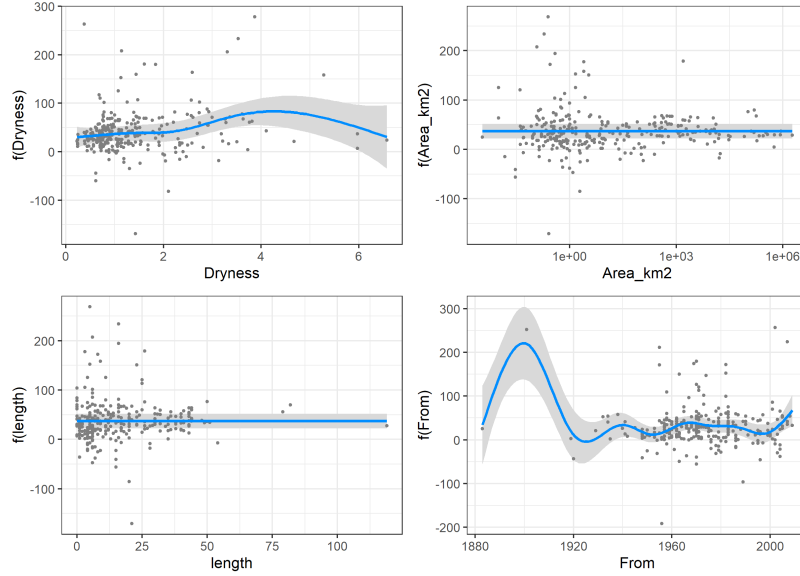 300
200
100
0
-100
f(Dryness)
0 2 4 6
Dryness
200
100
0
-100
f(Area_km2)
1e+00 1e+03 1e+06
Area_km2
200
100
0
-100
f(length)
0 25 50 75 100
length
300
200
100
0
-100
-200
f(From)
1880 1920 1960 2000
From